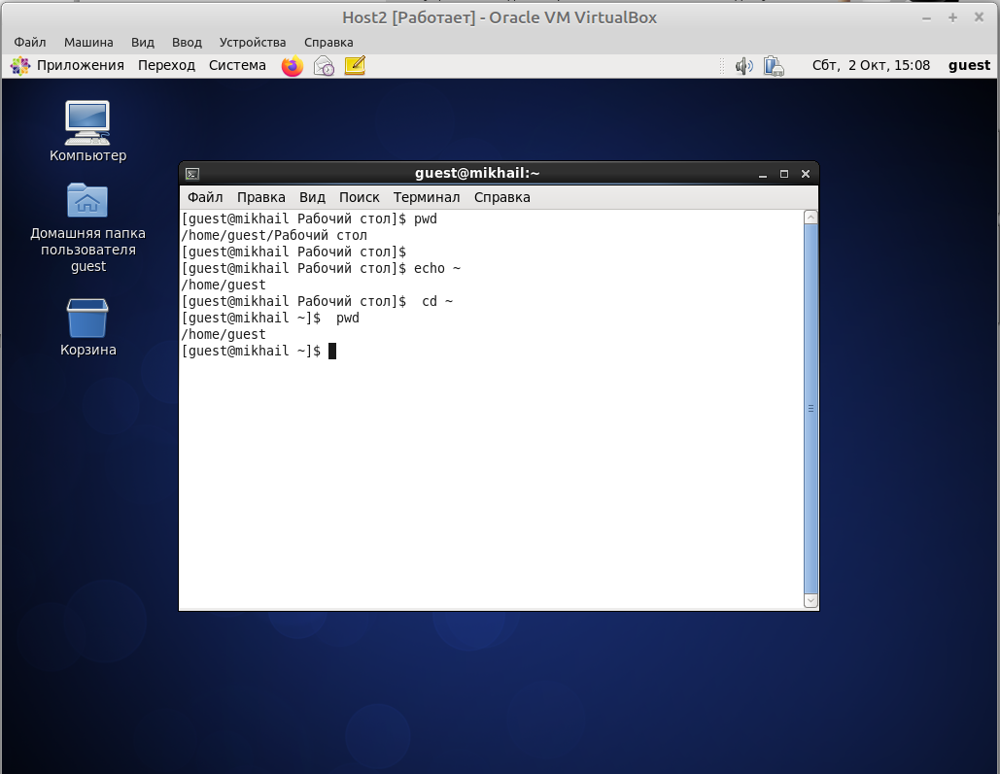 Host2 [Работает] - Oracle VM VirtualBox
Файл Машина Вид Ввод Устройства Справка
Приложения Переход Система Сбт, 2 Окт, 15:08 guest
Компьютер
Домашняя папка
пользователя
guest
Корзина
guest@mikhail:~
Файл Правка Вид Поиск Терминал Справка
[guest@mikhail Рабочий стол]$ pwd
/home/guest/Рабочий стол
[guest@mikhail Рабочий стол]$
[guest@mikhail Рабочий стол]$ echo ~
/home/guest
[guest@mikhail Рабочий стол]$  cd ~
[guest@mikhail ~]$  pwd
/home/guest
[guest@mikhail ~]$